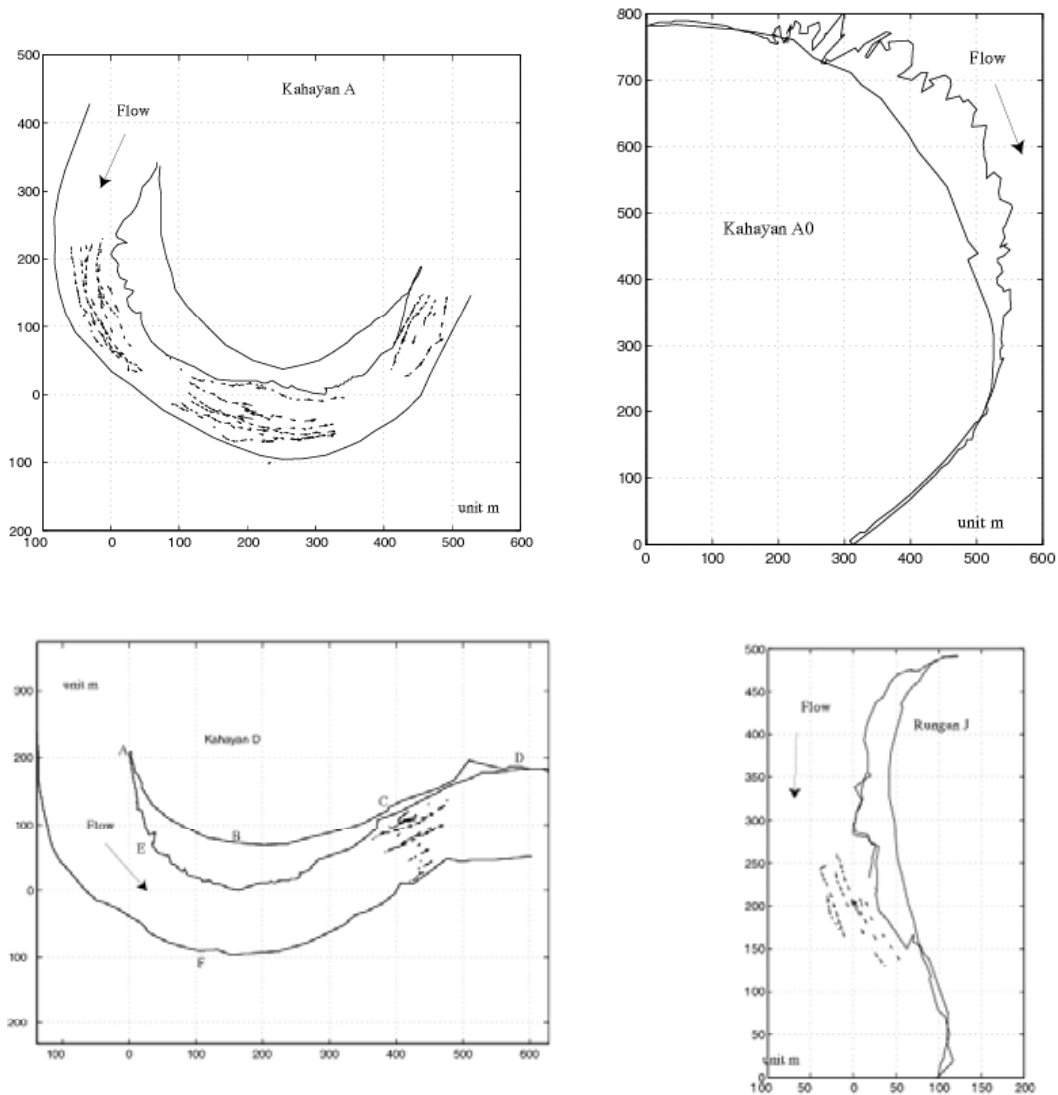 500
400
300
200
100
0
100
200
100 0 100 200 300 400 500 600
Kahayan A
Flow
unit m
800
700
600
800
500
400
300
200
100
0
0 100 200 300 400 500 600
Flow
Kahayan A0
unit m
300
200
100
0
100
200
100 0 100 200 300 400 500 600
unit m
Kahayan D
A
D
C
B
Flow
E
F
500
450
400
350
300
250
200
150
100
50
0
100 50 0 50 100 150 200
Flow
Rungan J
unit m